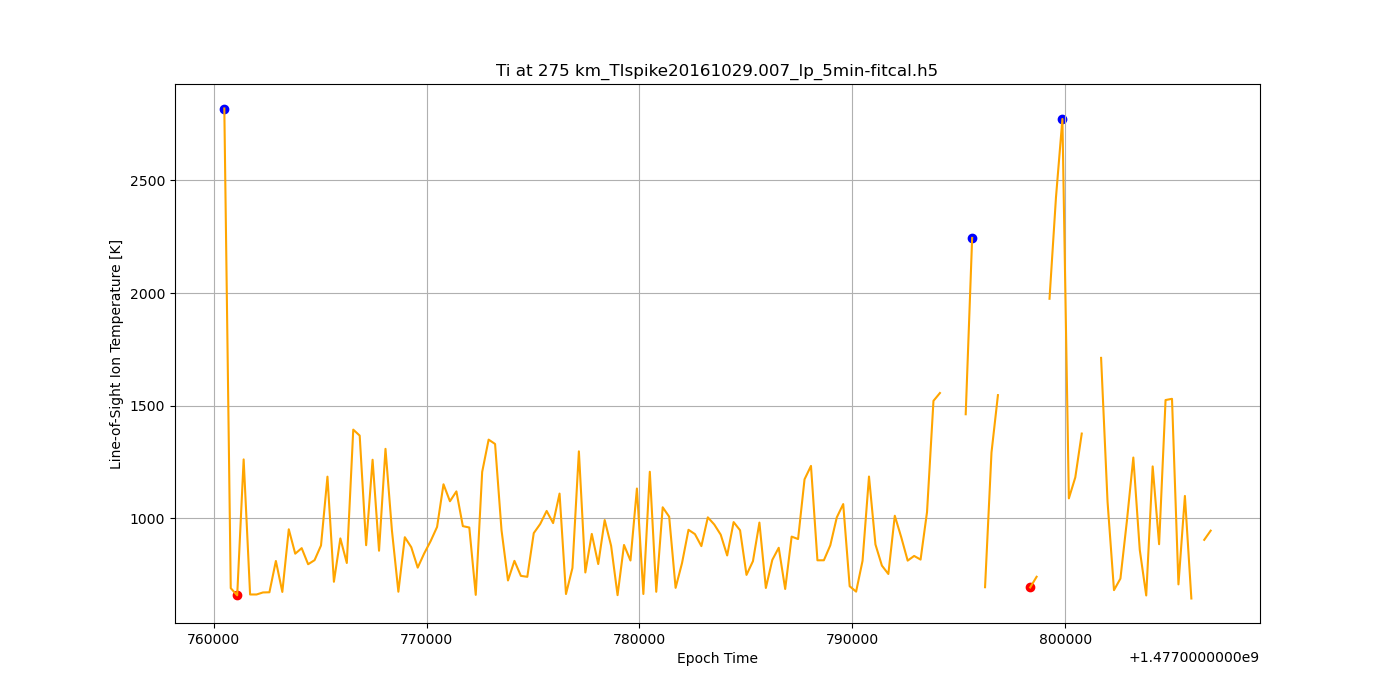 Ti at 275 km_TIspike20161029.007_lp_5min-fitcal.h5
Line-of-Sight Ion Temperature [K]
2500
2000
1500
1000
760000
770000
780000
790000
800000
Epoch Time
+1.4770000000e9